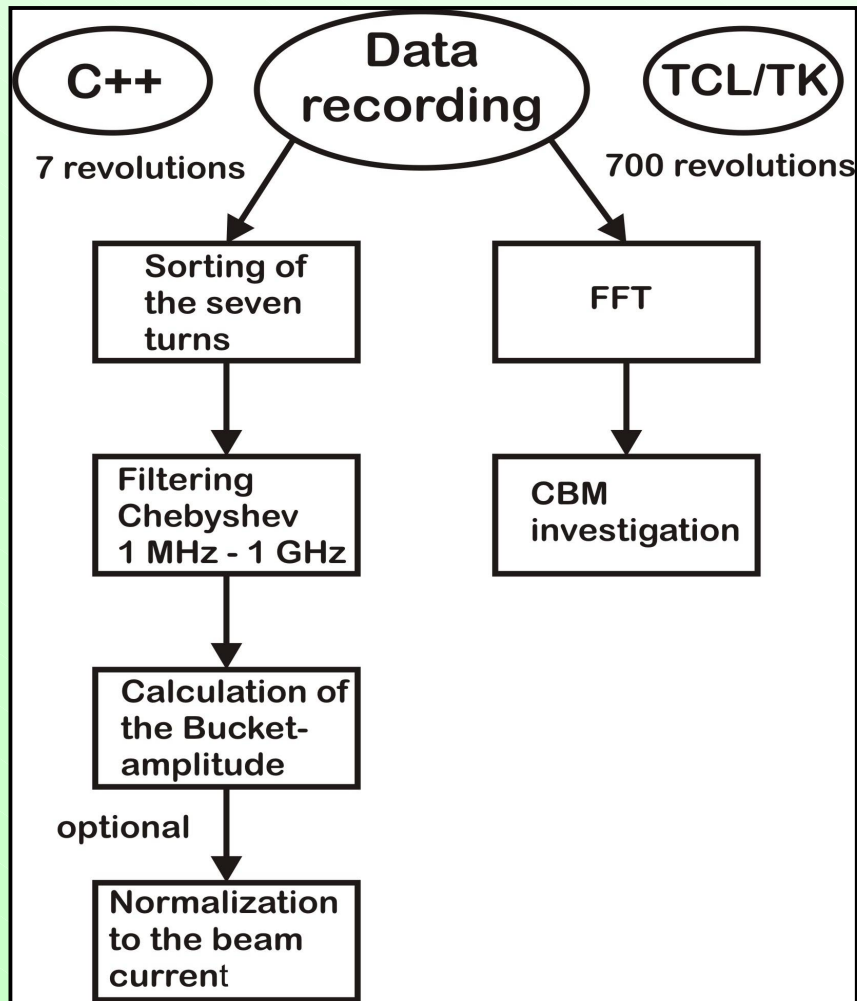 C++
Data
recording
TCL/TK
7 revolutions
700 revolutions
Sorting of
the seven
turns
FFT
Filtering
Chebyshev
1 MHz - 1 GHz
CBM
investigation
Calculation of
the Bucket-
amplitude
optional
Normalization
to the beam
current